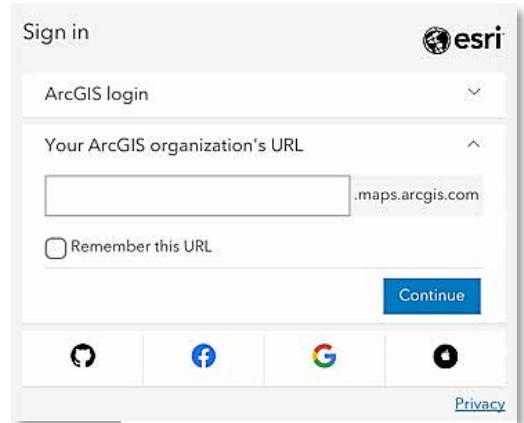 Sign in
esri
ArcGIS login
Your ArcGIS organization's URL
.maps.arcgis.com
Remember this URL
Continue
Privacy